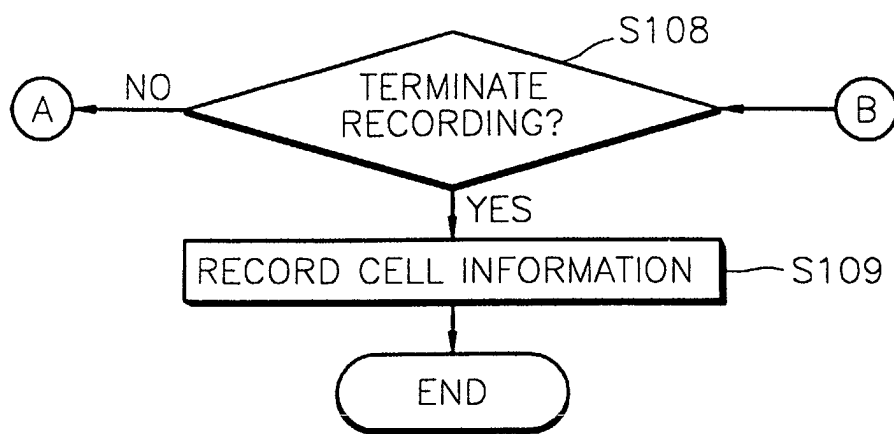 S108
A
NO
TERMINATE
RECORDING?
B
YES
RECORD CELL INFORMATION
S109
END